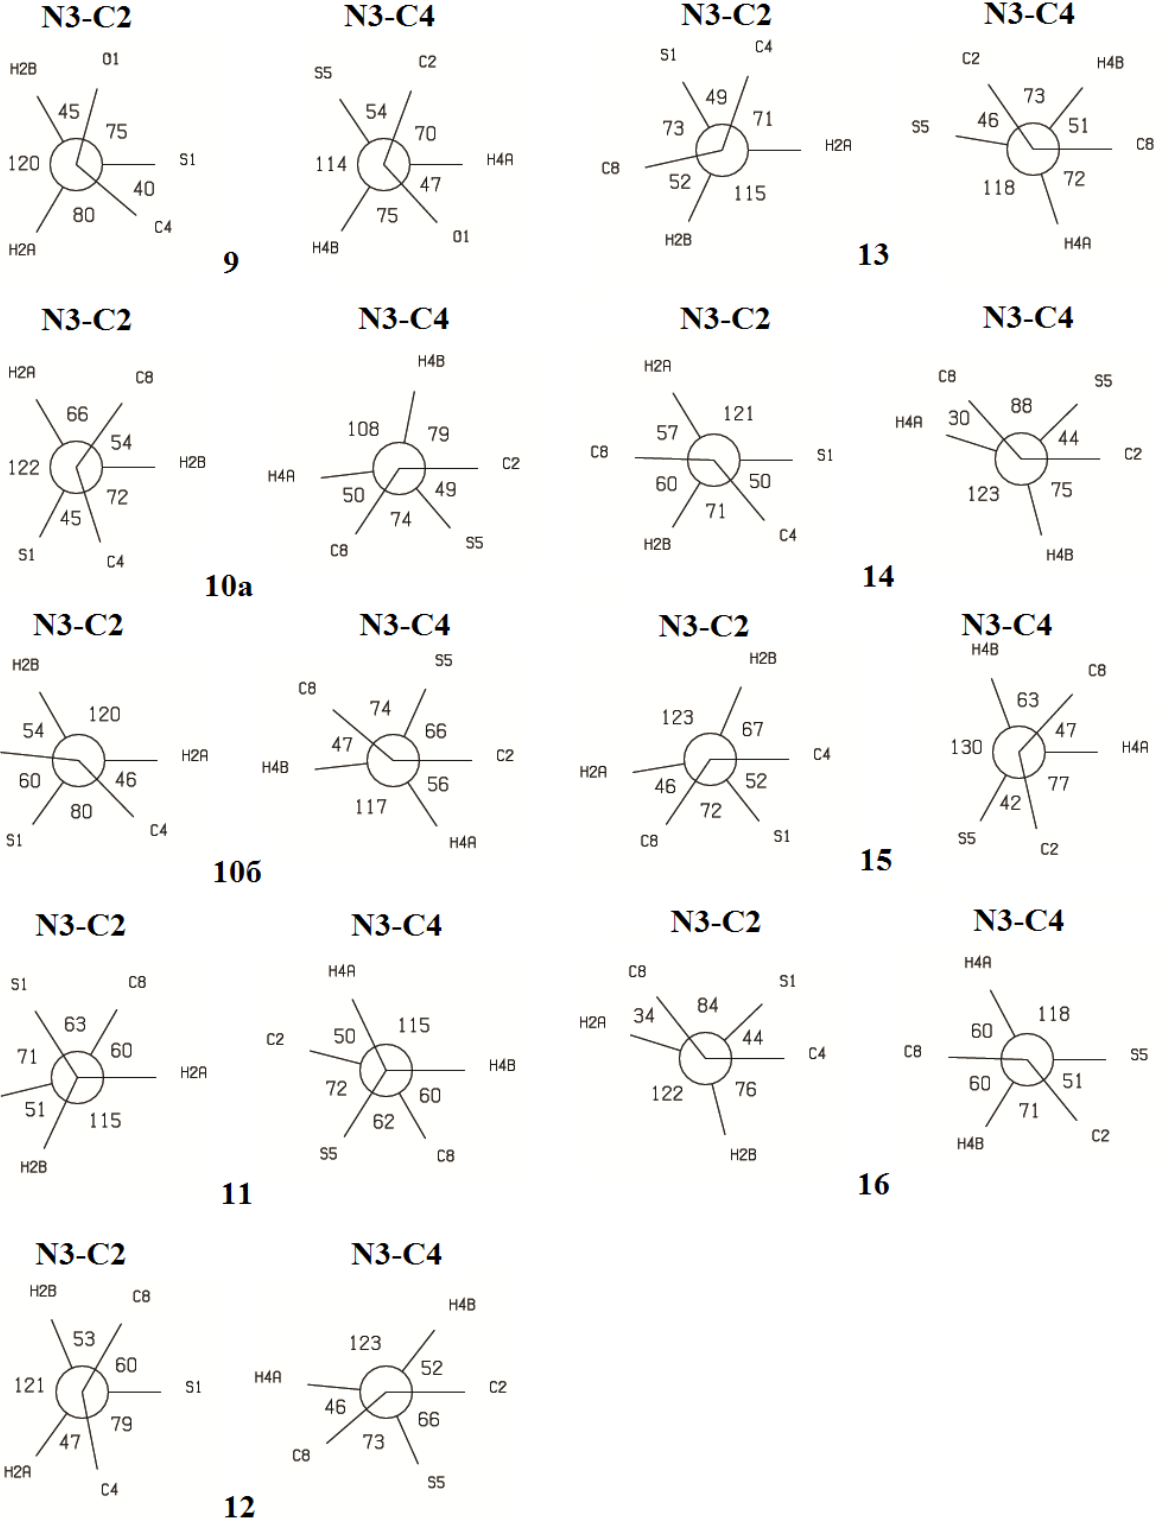 N3-C2 N3-C4
H2B O1 45 75 120 S1 40 80 C4 H2A
S5 C2 54 70 114 H4A 47 75 H4B O1
9
N3-C2 N3-C4
S1 C4 49 73 71 H2A C8 52 115 H2B
C2 H4B 73 S5 46 51 C8 118 72 H4A
13
N3-C2 N3-C4
H2A C8 66 54 122 H2B 72 45 S1 C4
H4B 108 79 H4A C2 50 49 74 C8 S5
10а
N3-C2 N3-C4
H2A 121 57 C8 S1 60 50 71 H2B C4
C8 S5 88 H4A 30 44 C2 123 75 H4B
14
N3-C2 N3-C4
H2B 120 54 H2A 60 46 80 S1 C4
S5 C8 74 66 47 H4B C2 56 117 H4A
10б
N3-C2 N3-C4
H2B 123 67 C4 H2A 46 52 72 C8 S1
H4B C8 63 47 130 H4A 77 42 S5 C2
15
N3-C2 N3-C4
S1 C8 63 60 71 H2A 51 115 H2B
H4A 115 C2 50 H4B 72 60 62 S5 C8
11
N3-C2 N3-C4
C8 S1 84 H2A 34 44 C4 122 76 H2B
H4A 118 60 C8 S5 60 51 71 H4B C2
16
N3-C2 N3-C4
H2B C8 53 60 121 S1 79 47 H2A C4
H4B 123 52 H4A C2 46 66 73 C8 S5
12